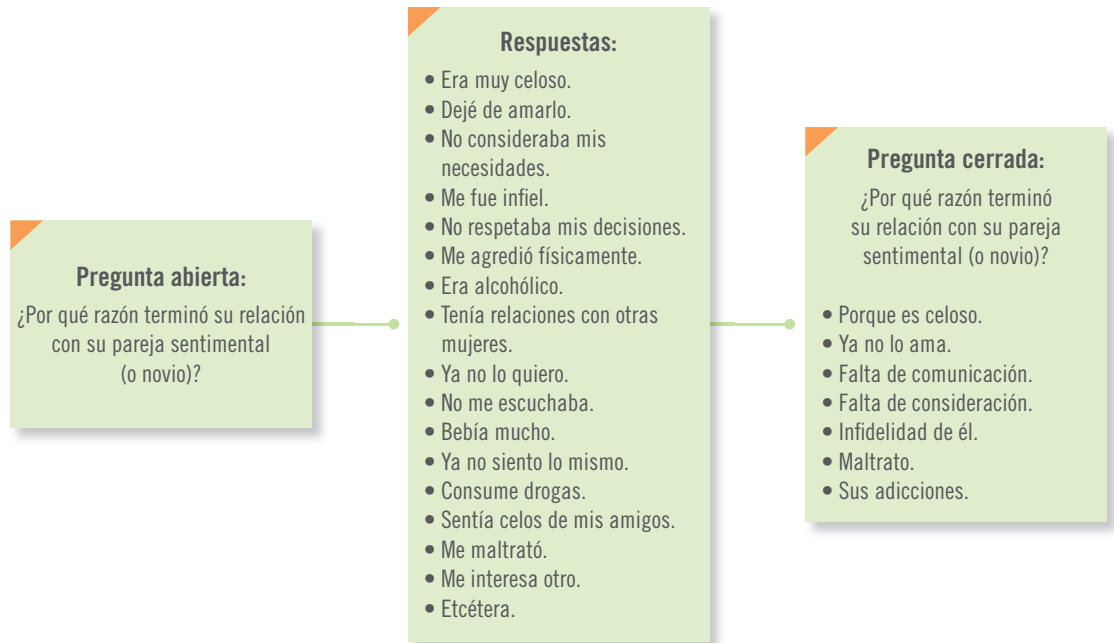 Pregunta abierta:
¿Por qué razón terminó su relación
con su pareja sentimental
(o novio)?
Respuestas:
• Era muy celoso.
• Dejé de amarlo.
• No consideraba mis
necesidades.
• Me fue infiel.
• No respetaba mis decisiones.
• Me agredió físicamente.
• Era alcohólico.
• Tenía relaciones con otras
mujeres.
• Ya no lo quiero.
• No me escuchaba.
• Bebía mucho.
• Ya no siento lo mismo.
• Consume drogas.
• Sentía celos de mis amigos.
• Me maltrató.
• Me interesa otro.
• Etcétera.
Pregunta cerrada:
¿Por qué razón terminó
su relación con su pareja
sentimental (o novio)?
• Porque es celoso.
• Ya no lo ama.
• Falta de comunicación.
• Falta de consideración.
• Infidelidad de él.
• Maltrato.
• Sus adicciones.